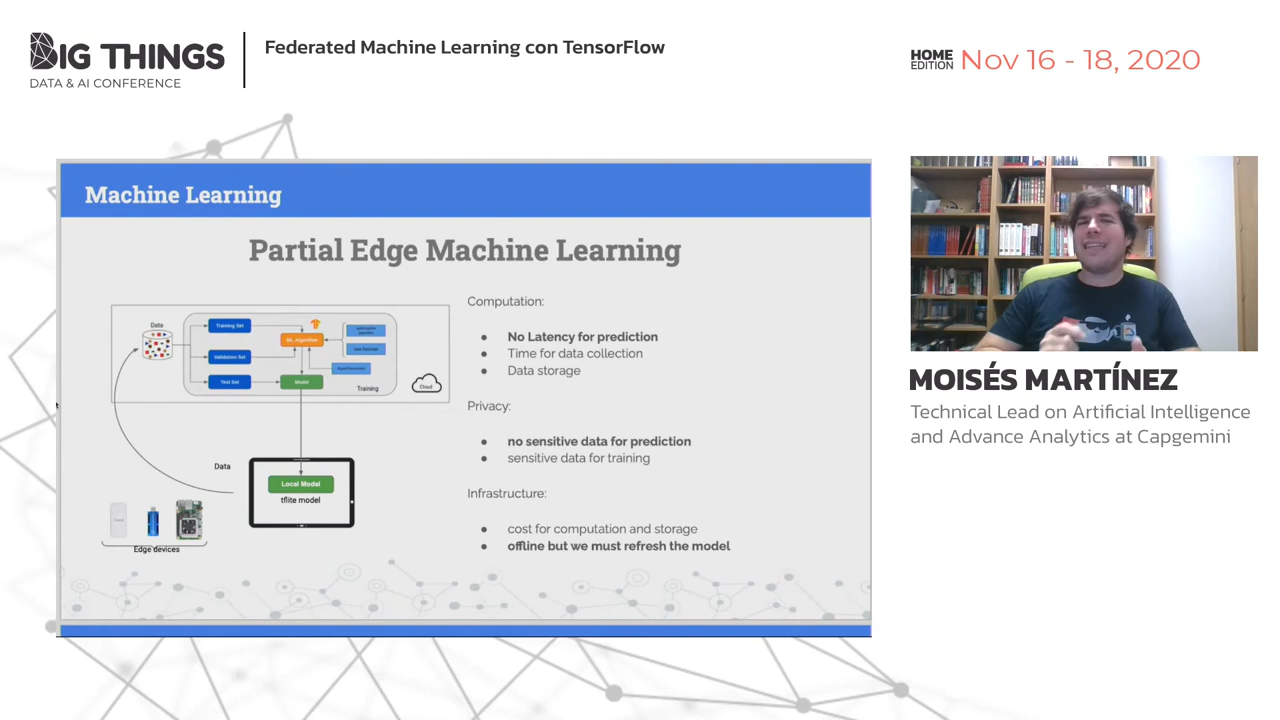 BIG THINGS
DATA & AI CONFERENCE
Federated Machine Learning con TensorFlow
HOME
EDITION
Nov 16 - 18, 2020
Machine Learning
Partial Edge Machine Learning
Data
Training Set
Validation Set
Test Set
ML Algorithm
Model
Training
Cloud
Data
Local Model
tflite model
Edge devices
Computation:
● No Latency for prediction
● Time for data collection
● Data storage
Privacy:
● no sensitive data for prediction
● sensitive data for training
Infrastructure:
● cost for computation and storage
● offline but we must refresh the model
MOISÉS MARTÍNEZ
Technical Lead on Artificial Intelligence
and Advance Analytics at Capgemini